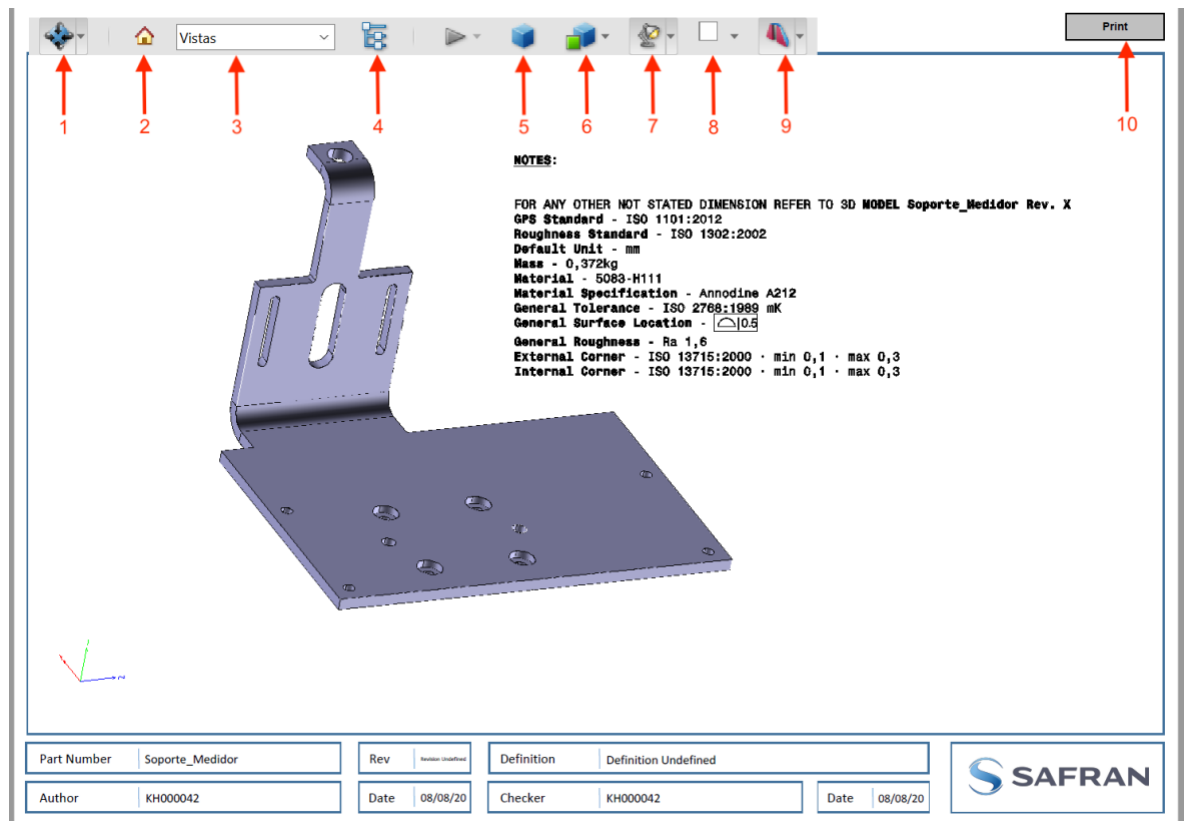 Vistas
Print
1
2
3
4
5
6
7
8
9
10
NOTES:
FOR ANY OTHER NOT STATED DIMENSION REFER TO 3D MODEL Soporte_Medidor Rev. X
GPS Standard - ISO 1101:2012
Roughness Standard - ISO 1302:2002
Default Unit - mm
Mass - 0,372kg
Material - 5083-H111
Material Specification - Annodine A212
General Tolerance - ISO 2768:1989 mK
General Surface Location - ⌓|0.5
General Roughness - Ra 1,6
External Corner - ISO 13715:2000 · min 0,1 · max 0,3
Internal Corner - ISO 13715:2000 · min 0,1 · max 0,3
Part Number Soporte_Medidor
Rev Revision Undefined
Definition Definition Undefined
SAFRAN
Author KH000042
Date 08/08/20
Checker KH000042
Date 08/08/20